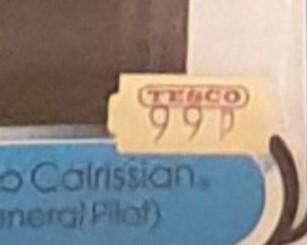 TESCO
99p
o Calrissian
eneral Pilot)